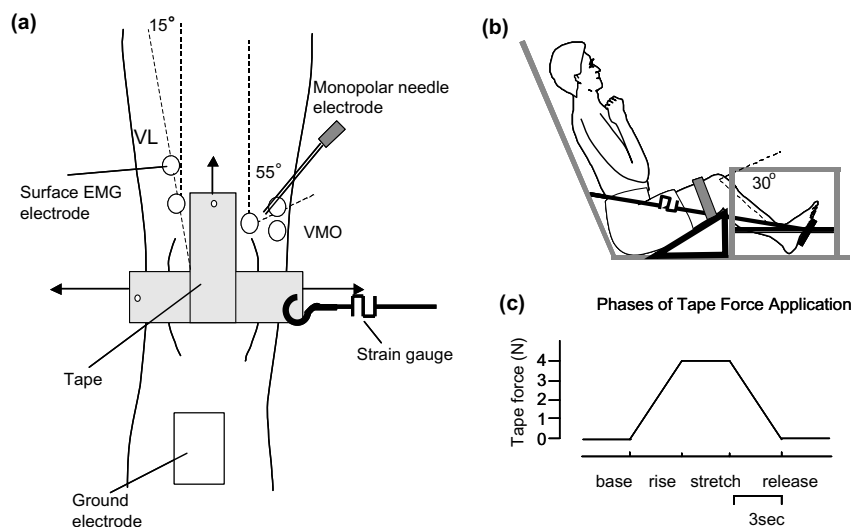 (a)
15°
VL
Surface EMG
electrode
55°
Monopolar needle
electrode
VMO
Strain gauge
Tape
Ground
electrode
(b)
30°
(c)
Phases of Tape Force Application
Tape force (N)
4
3
2
1
0
base rise stretch release
3sec